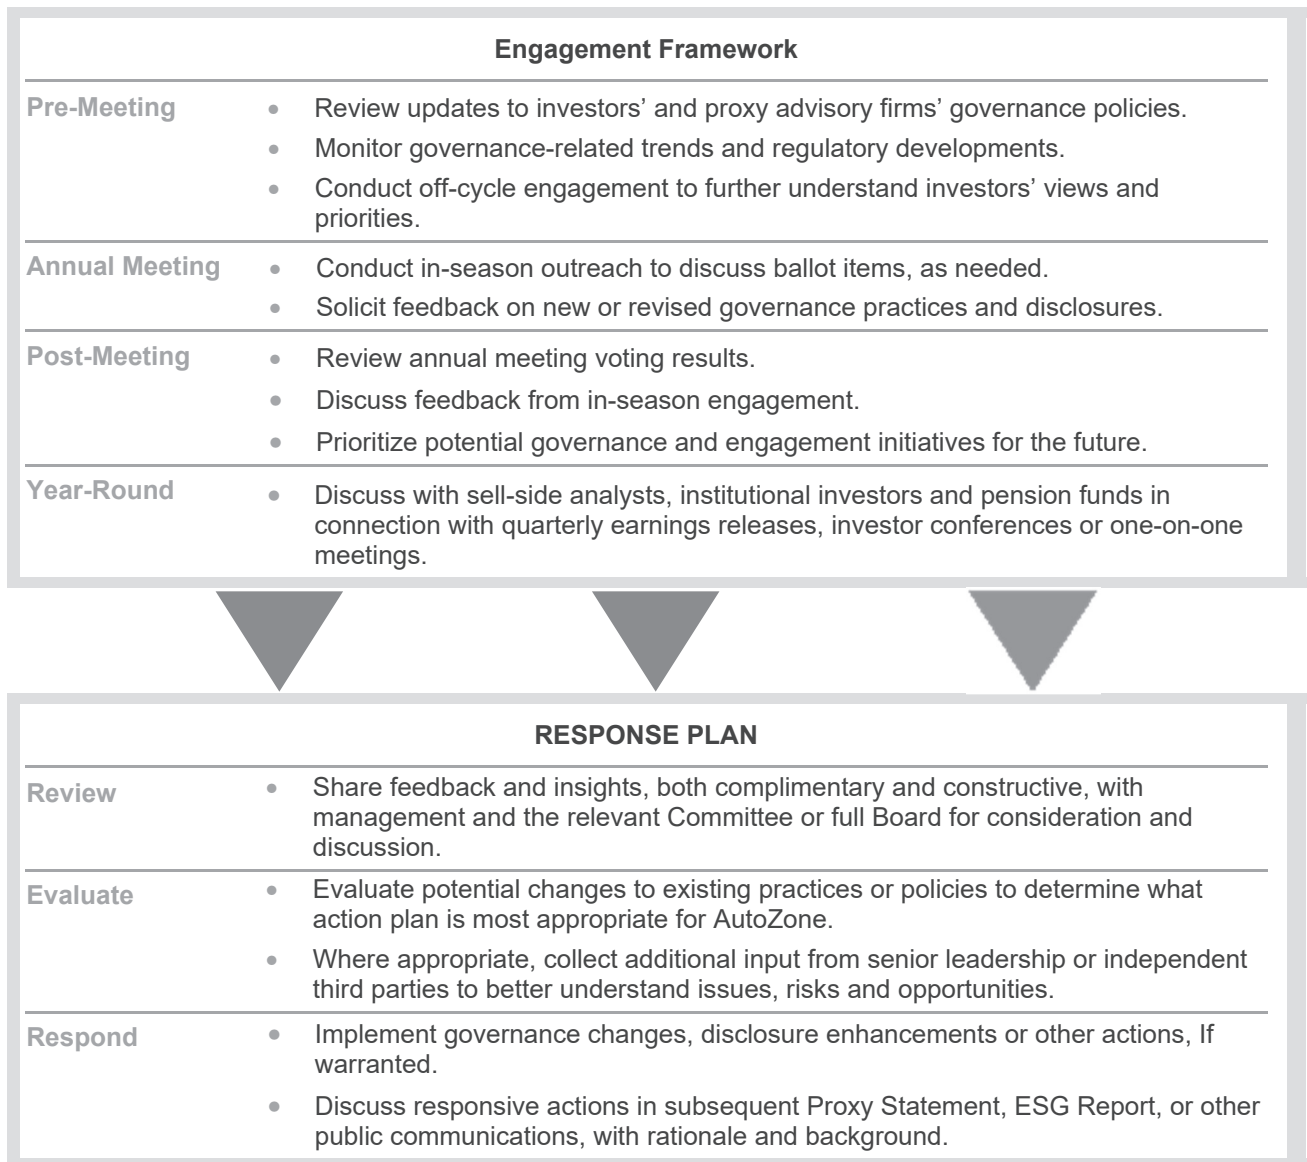 Engagement Framework
Pre-Meeting
• Review updates to investors’ and proxy advisory firms’ governance policies.
• Monitor governance-related trends and regulatory developments.
• Conduct off-cycle engagement to further understand investors’ views and
priorities.
Annual Meeting
• Conduct in-season outreach to discuss ballot items, as needed.
• Solicit feedback on new or revised governance practices and disclosures.
Post-Meeting
• Review annual meeting voting results.
• Discuss feedback from in-season engagement.
• Prioritize potential governance and engagement initiatives for the future.
Year-Round
• Discuss with sell-side analysts, institutional investors and pension funds in
connection with quarterly earnings releases, investor conferences or one-on-one
meetings.
RESPONSE PLAN
Review
• Share feedback and insights, both complimentary and constructive, with
management and the relevant Committee or full Board for consideration and
discussion.
Evaluate
• Evaluate potential changes to existing practices or policies to determine what
action plan is most appropriate for AutoZone.
• Where appropriate, collect additional input from senior leadership or independent
third parties to better understand issues, risks and opportunities.
Respond
• Implement governance changes, disclosure enhancements or other actions, If
warranted.
• Discuss responsive actions in subsequent Proxy Statement, ESG Report, or other
public communications, with rationale and background.